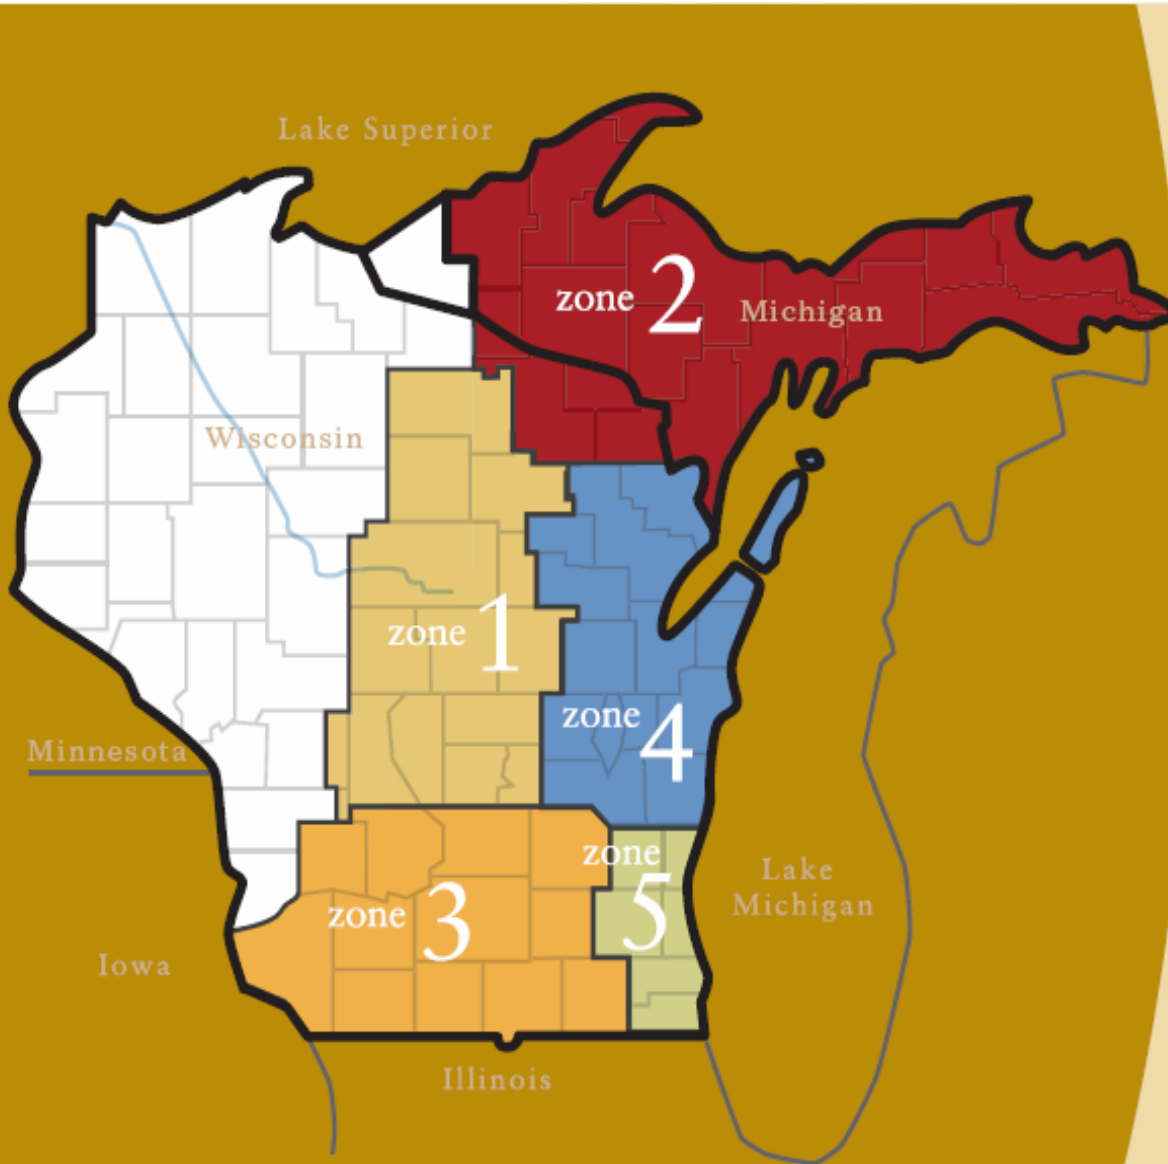 Lake Superior
zone 2
Michigan
Wisconsin
zone 1
zone 4
Minnesota
zone 5
zone 3
Lake
Michigan
Iowa
Illinois